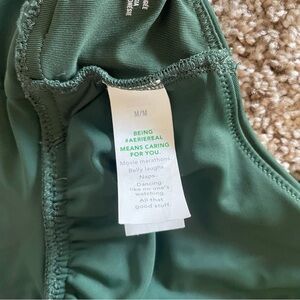 M/M
BEING
#AERIEREAL
MEANS CARING
FOR YOU.
Movie marathons.
Belly laughs.
Naps.
Dancing
like no one's
watching.
All that
good stuff.